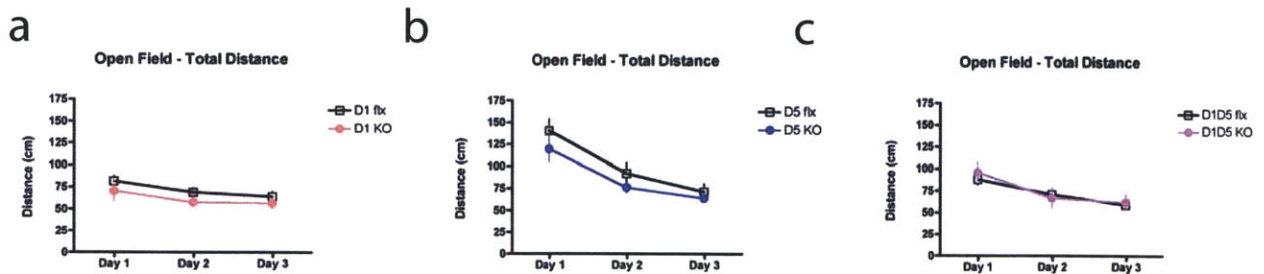 a
Open Field - Total Distance
175
150
125
100
75
50
25
0
Distance (cm)
Day 1 Day 2 Day 3
D1 flx
D1 KO
b
Open Field - Total Distance
175
150
125
100
75
50
25
0
Distance (cm)
Day 1 Day 2 Day 3
D5 flx
D5 KO
c
Open Field - Total Distance
175
150
125
100
75
50
25
0
Distance (cm)
Day 1 Day 2 Day 3
D1D5 flx
D1D5 KO